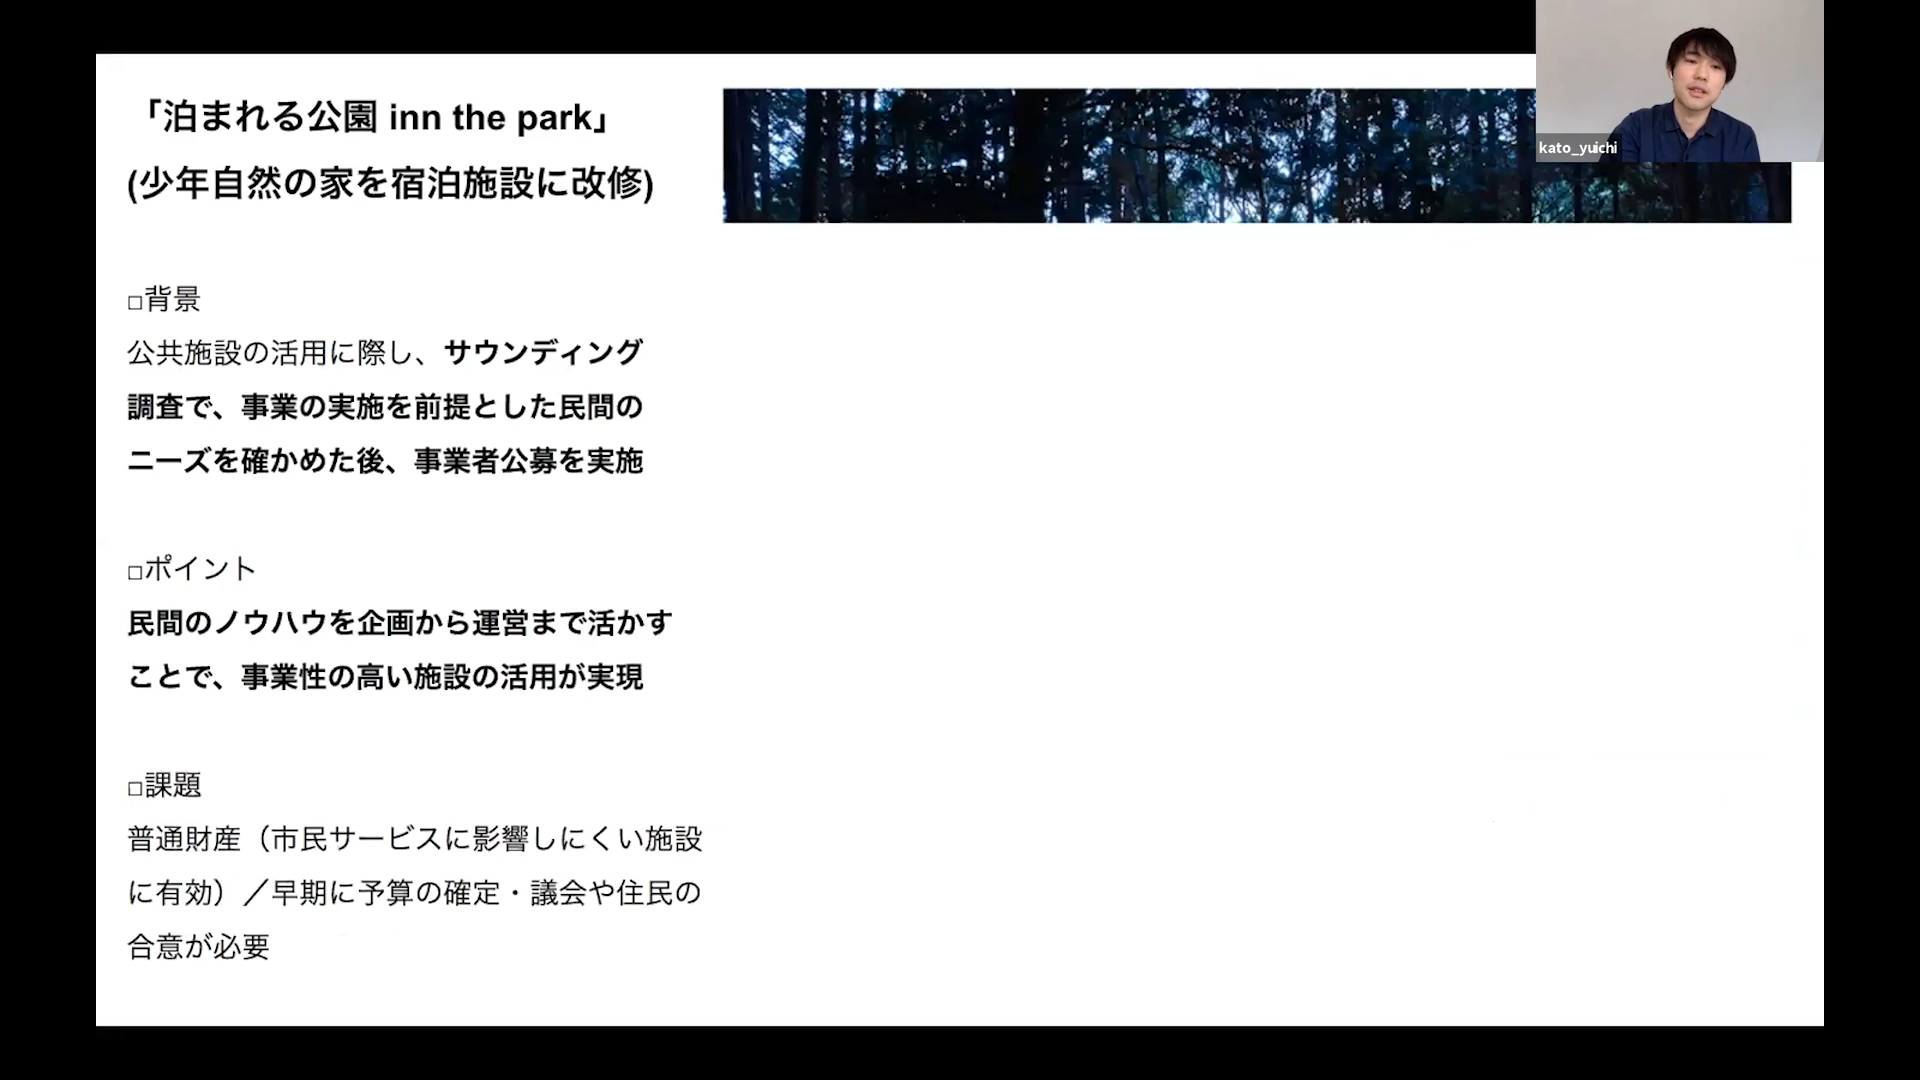 「泊まれる公園 inn the park」
(少年自然の家を宿泊施設に改修)
kato_yuichi
□背景
公共施設の活用に際し、サウンディング
調査で、事業の実施を前提とした民間の
ニーズを確かめた後、事業者公募を実施
□ポイント
民間のノウハウを企画から運営まで活かす
ことで、事業性の高い施設の活用が実現
□課題
普通財産（市民サービスに影響しにくい施設
に有効）／早期に予算の確定・議会や住民の
合意が必要